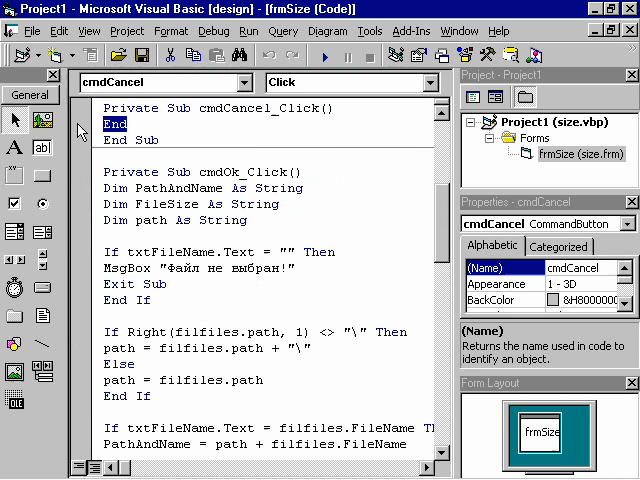 Project1 - Microsoft Visual Basic [design] - [frmSize (Code)]
File Edit View Project Format Debug Run Query Diagram Tools Add-Ins Window Help
General
cmdCancel Click
Private Sub cmdCancel_Click()
End
End Sub
Private Sub cmdOk_Click()
Dim PathAndName As String
Dim FileSize As String
Dim path As String
If txtFileName.Text = "" Then
MsgBox "Файл не выбран!"
Exit Sub
End If
If Right(filfiles.path, 1) <> "\" Then
path = filfiles.path + "\"
Else
path = filfiles.path
End If
If txtFileName.Text = filfiles.FileName Th
PathAndName = path + filfiles.FileName
A
ab|
xv
OLE
Project - Project1
Project1 (size.vbp)
Forms
frmSize (size.frm)
Properties - cmdCancel
cmdCancel CommandButton
Alphabetic Categorized
(Name) cmdCancel
Appearance 1 - 3D
BackColor &H8000000
(Name)
Returns the name used in code to
identify an object.
Form Layout
frmSize